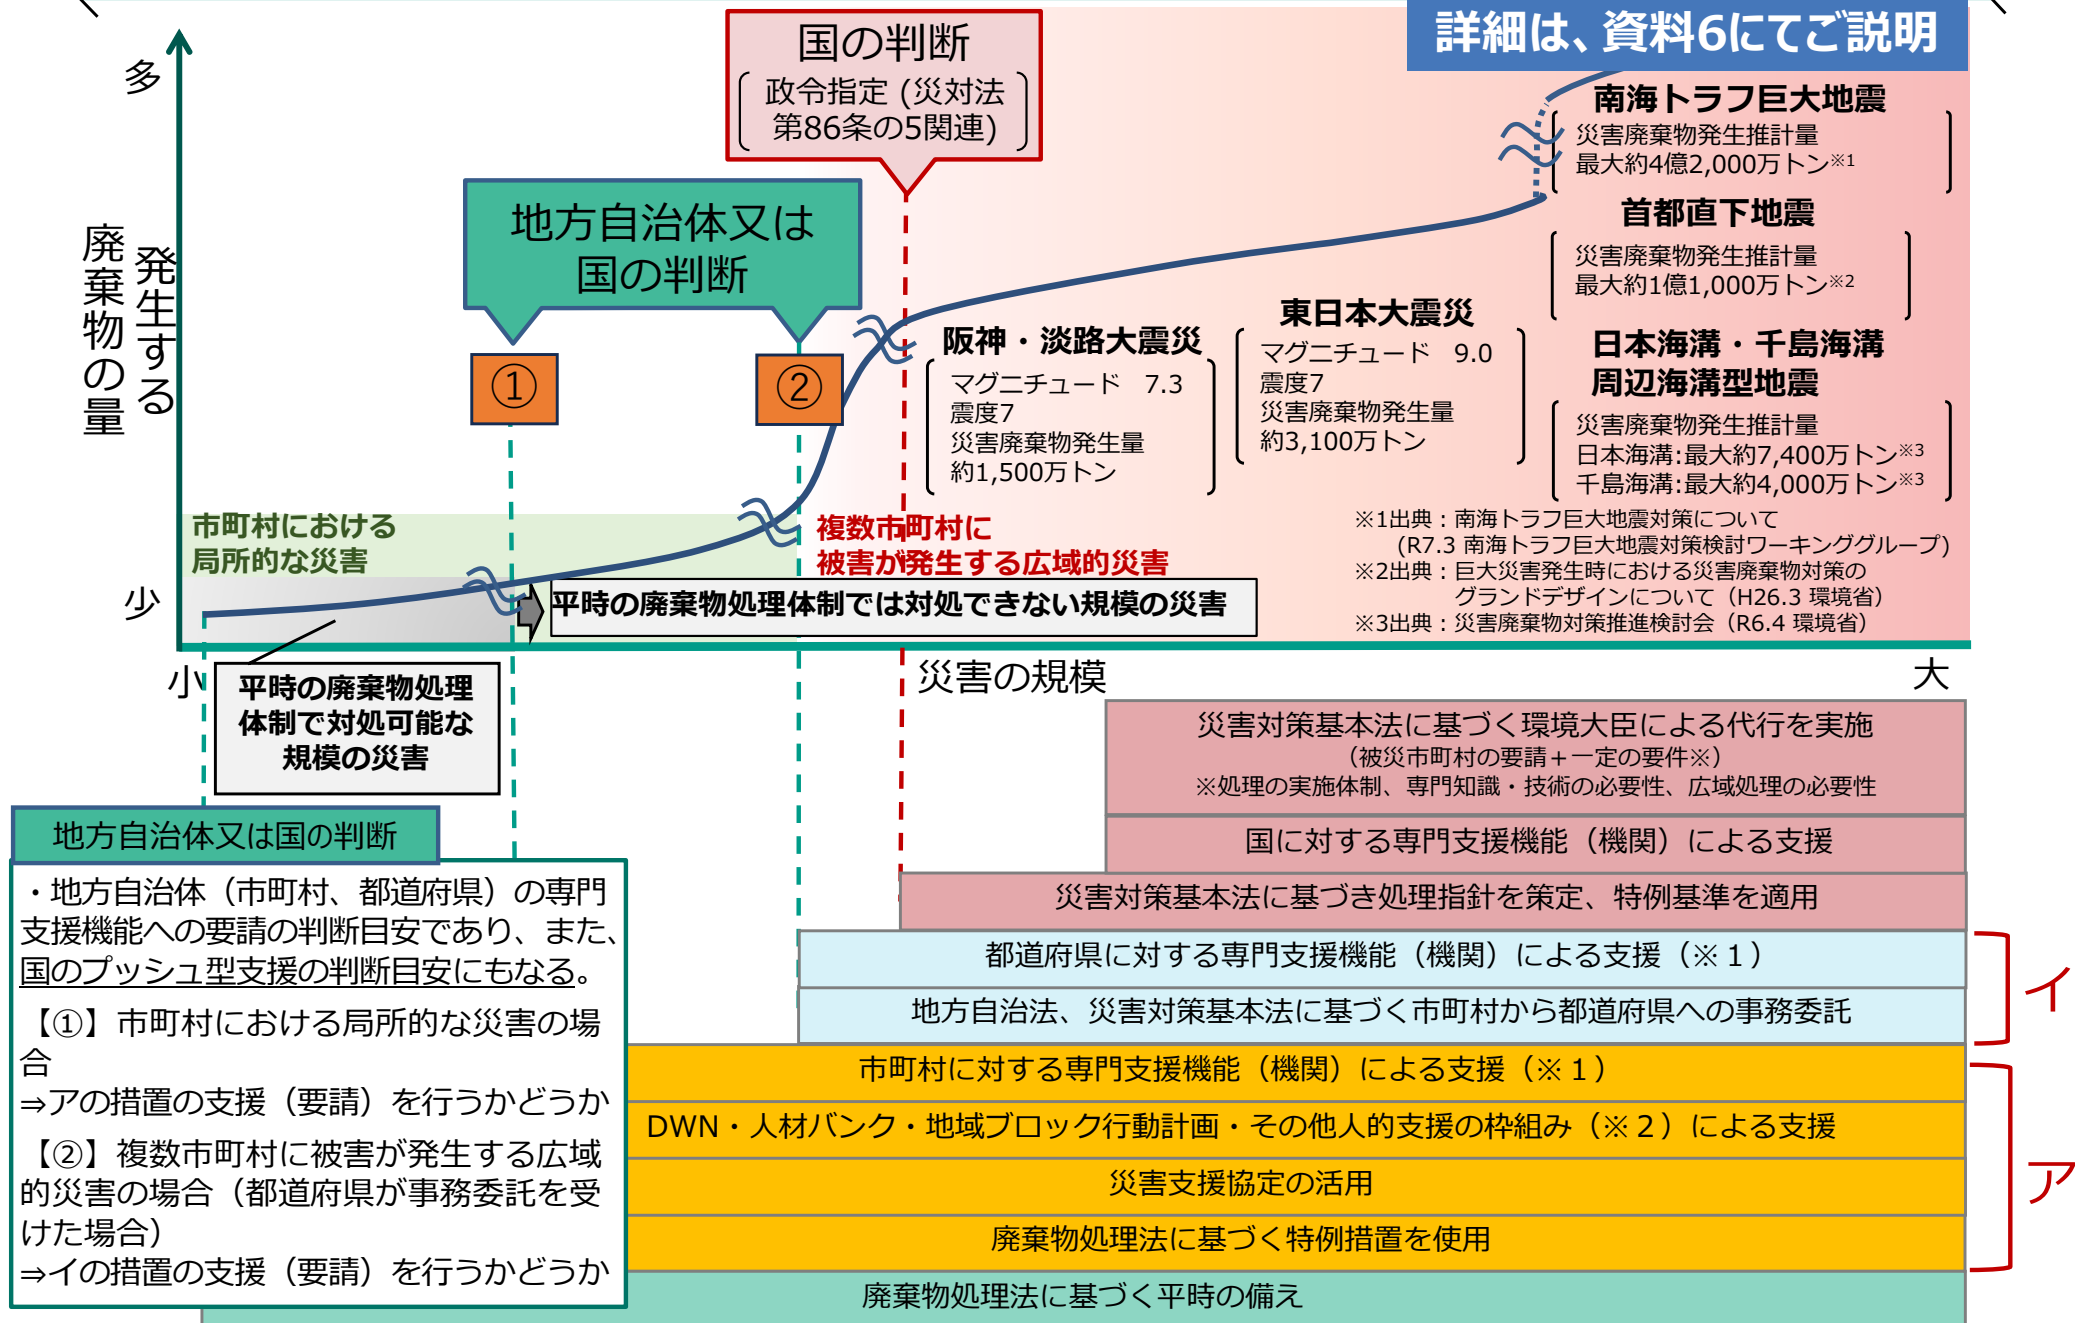 詳細は、資料6にてご説明
国の判断
政令指定 (災対法
第86条の5関連)
地方自治体又は
国の判断
①
②
多
発生する
廃棄物の量
少
南海トラフ巨大地震
災害廃棄物発生推計量
最大約4億2,000万トン※1
首都直下地震
災害廃棄物発生推計量
最大約1億1,000万トン※2
阪神・淡路大震災
マグニチュード 7.3
震度7
災害廃棄物発生量
約1,500万トン
東日本大震災
マグニチュード 9.0
震度7
災害廃棄物発生量
約3,100万トン
日本海溝・千島海溝
周辺海溝型地震
災害廃棄物発生推計量
日本海溝:最大約7,400万トン※3
千島海溝:最大約4,000万トン※3
市町村における
局所的な災害
複数市町村に
被害が発生する広域的災害
平時の廃棄物処理体制では対処できない規模の災害
※1出典：南海トラフ巨大地震対策について
(R7.3 南海トラフ巨大地震対策検討ワーキンググループ)
※2出典：巨大災害発生時における災害廃棄物対策の
グランドデザインについて（H26.3 環境省）
※3出典：災害廃棄物対策推進検討会（R6.4 環境省）
小
災害の規模
大
平時の廃棄物処理
体制で対処可能な
規模の災害
地方自治体又は国の判断
・地方自治体（市町村、都道府県）の専門
支援機能への要請の判断目安であり、また、
国のプッシュ型支援の判断目安にもなる。
【①】市町村における局所的な災害の場
合
⇒アの措置の支援（要請）を行うかどうか
【②】複数市町村に被害が発生する広域
的災害の場合（都道府県が事務委託を受
けた場合）
⇒イの措置の支援（要請）を行うかどうか
災害対策基本法に基づく環境大臣による代行を実施
（被災市町村の要請＋一定の要件※）
※処理の実施体制、専門知識・技術の必要性、広域処理の必要性
国に対する専門支援機能（機関）による支援
災害対策基本法に基づき処理指針を策定、特例基準を適用
都道府県に対する専門支援機能（機関）による支援（※１）
地方自治法、災害対策基本法に基づく市町村から都道府県への事務委託
イ
市町村に対する専門支援機能（機関）による支援（※１）
DWN・人材バンク・地域ブロック行動計画・その他人的支援の枠組み（※２）による支援
災害支援協定の活用
廃棄物処理法に基づく特例措置を使用
ア
廃棄物処理法に基づく平時の備え